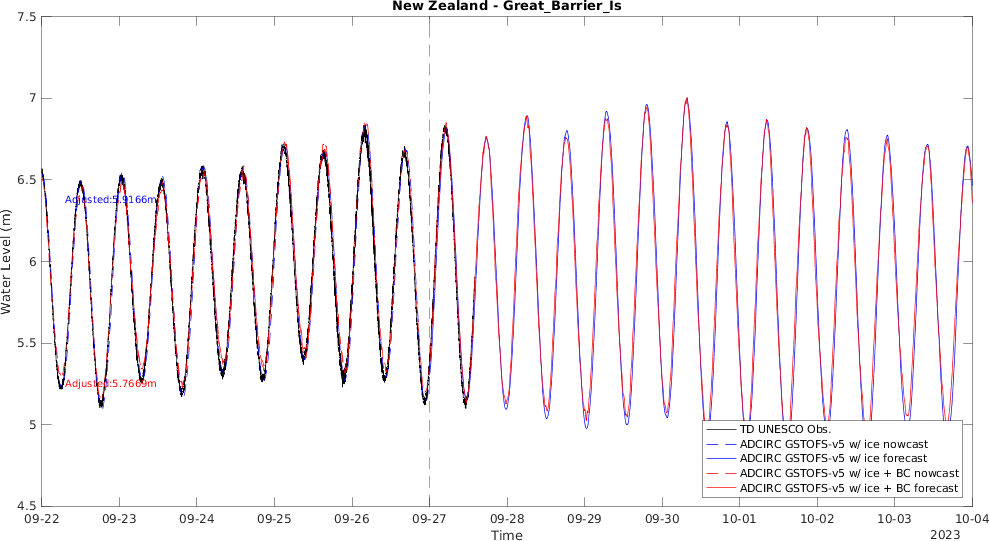 New Zealand - Great_Barrier_Is
7.5
7
6.5
6
5.5
5
4.5
Water Level (m)
Adjusted:5.9166m
Adjusted:5.7669m
TD UNESCO Obs.
ADCIRC GSTOFS-v5 w/ ice nowcast
ADCIRC GSTOFS-v5 w/ ice forecast
ADCIRC GSTOFS-v5 w/ ice + BC nowcast
ADCIRC GSTOFS-v5 w/ ice + BC forecast
09-22 09-23 09-24 09-25 09-26 09-27 09-28 09-29 09-30 10-01 10-02 10-03 10-04
Time
2023